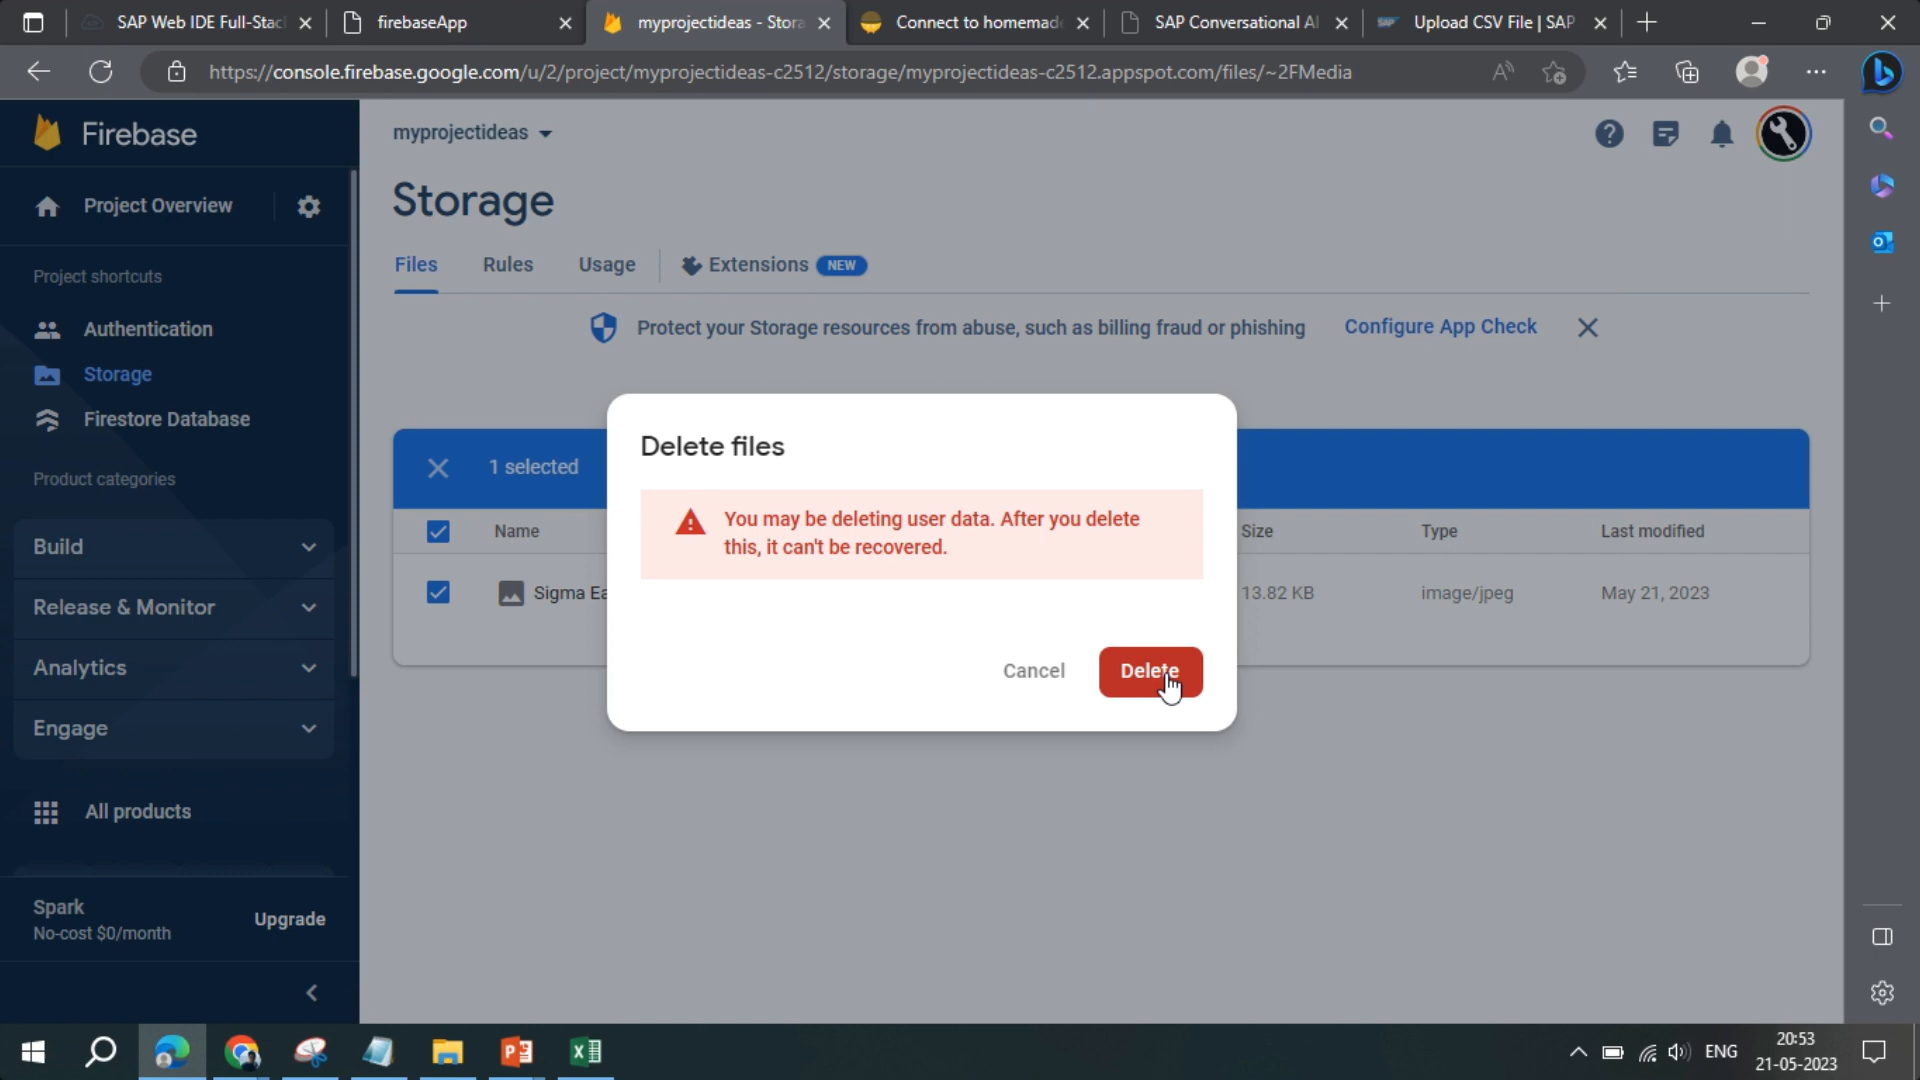 SAP Web IDE Full-Stac
firebaseApp
myprojectideas - Stora
Connect to homemad
SAP Conversational AI
Upload CSV File | SAP
https://console.firebase.google.com/u/2/project/myprojectideas-c2512/storage/myprojectideas-c2512.appspot.com/files/~2FMedia
Firebase
myprojectideas
Project Overview
Storage
Project shortcuts
Files
Rules
Usage
Extensions
NEW
Authentication
Protect your Storage resources from abuse, such as billing fraud or phishing
Configure App Check
Storage
Firestore Database
Product categories
Delete files
1 selected
You may be deleting user data. After you delete
this, it can't be recovered.
Name
Size
Type
Last modified
Build
Sigma Ea
13.82 KB
image/jpeg
May 21, 2023
Release & Monitor
Analytics
Cancel
Delete
Engage
All products
Spark
No-cost $0/month
Upgrade
ENG
20:53
21-05-2023